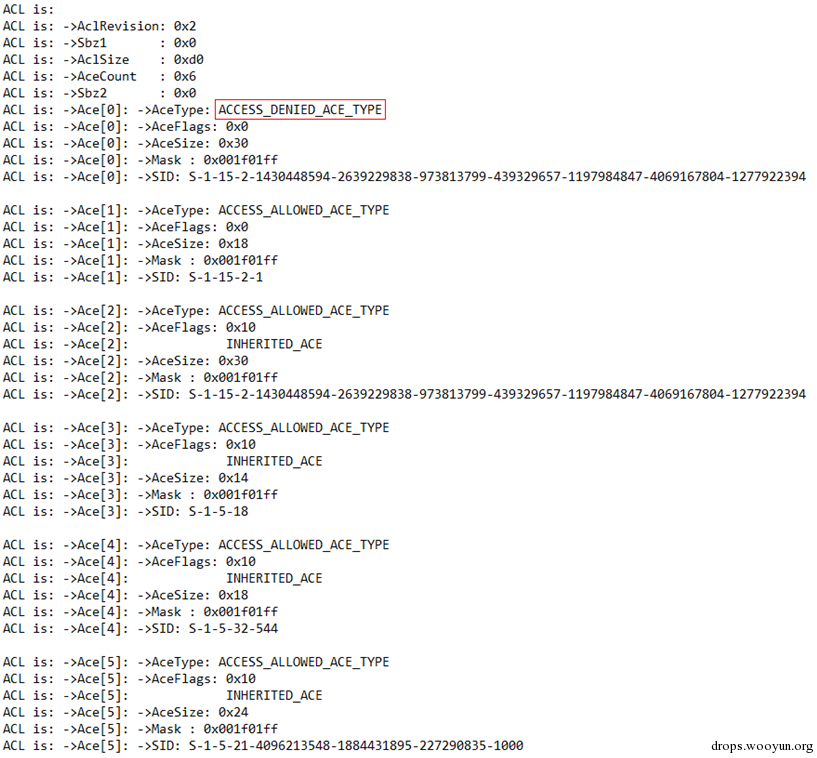 ACL is:
ACL is: ->AclRevision: 0x2
ACL is: ->Sbz1       : 0x0
ACL is: ->AclSize    : 0xd0
ACL is: ->AceCount   : 0x6
ACL is: ->Sbz2       : 0x0
ACL is: ->Ace[0]: ->AceType: ACCESS_DENIED_ACE_TYPE
ACL is: ->Ace[0]: ->AceFlags: 0x0
ACL is: ->Ace[0]: ->AceSize: 0x30
ACL is: ->Ace[0]: ->Mask : 0x001f01ff
ACL is: ->Ace[0]: ->SID: S-1-15-2-1430448594-2639229838-973813799-439329657-1197984847-4069167804-1277922394
ACL is: ->Ace[1]: ->AceType: ACCESS_ALLOWED_ACE_TYPE
ACL is: ->Ace[1]: ->AceFlags: 0x0
ACL is: ->Ace[1]: ->AceSize: 0x18
ACL is: ->Ace[1]: ->Mask : 0x001f01ff
ACL is: ->Ace[1]: ->SID: S-1-15-2-1
ACL is: ->Ace[2]: ->AceType: ACCESS_ALLOWED_ACE_TYPE
ACL is: ->Ace[2]: ->AceFlags: 0x10
ACL is: ->Ace[2]:             INHERITED_ACE
ACL is: ->Ace[2]: ->AceSize: 0x30
ACL is: ->Ace[2]: ->Mask : 0x001f01ff
ACL is: ->Ace[2]: ->SID: S-1-15-2-1430448594-2639229838-973813799-439329657-1197984847-4069167804-1277922394
ACL is: ->Ace[3]: ->AceType: ACCESS_ALLOWED_ACE_TYPE
ACL is: ->Ace[3]: ->AceFlags: 0x10
ACL is: ->Ace[3]:             INHERITED_ACE
ACL is: ->Ace[3]: ->AceSize: 0x14
ACL is: ->Ace[3]: ->Mask : 0x001f01ff
ACL is: ->Ace[3]: ->SID: S-1-5-18
ACL is: ->Ace[4]: ->AceType: ACCESS_ALLOWED_ACE_TYPE
ACL is: ->Ace[4]: ->AceFlags: 0x10
ACL is: ->Ace[4]:             INHERITED_ACE
ACL is: ->Ace[4]: ->AceSize: 0x18
ACL is: ->Ace[4]: ->Mask : 0x001f01ff
ACL is: ->Ace[4]: ->SID: S-1-5-32-544
ACL is: ->Ace[5]: ->AceType: ACCESS_ALLOWED_ACE_TYPE
ACL is: ->Ace[5]: ->AceFlags: 0x10
ACL is: ->Ace[5]:             INHERITED_ACE
ACL is: ->Ace[5]: ->AceSize: 0x24
ACL is: ->Ace[5]: ->Mask : 0x001f01ff
ACL is: ->Ace[5]: ->SID: S-1-5-21-4096213548-1884431895-227290835-1000
drops.wooyun.org